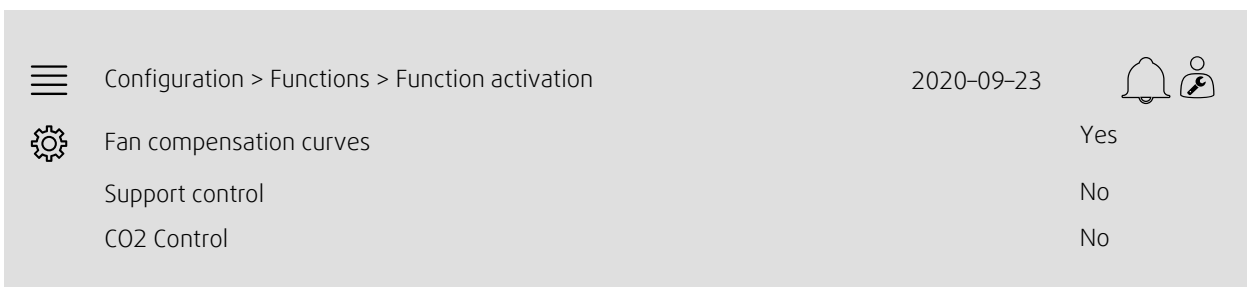 Configuration > Functions > Function activation 2020–09–23
Fan compensation curves Yes
Support control No
CO2 Control No